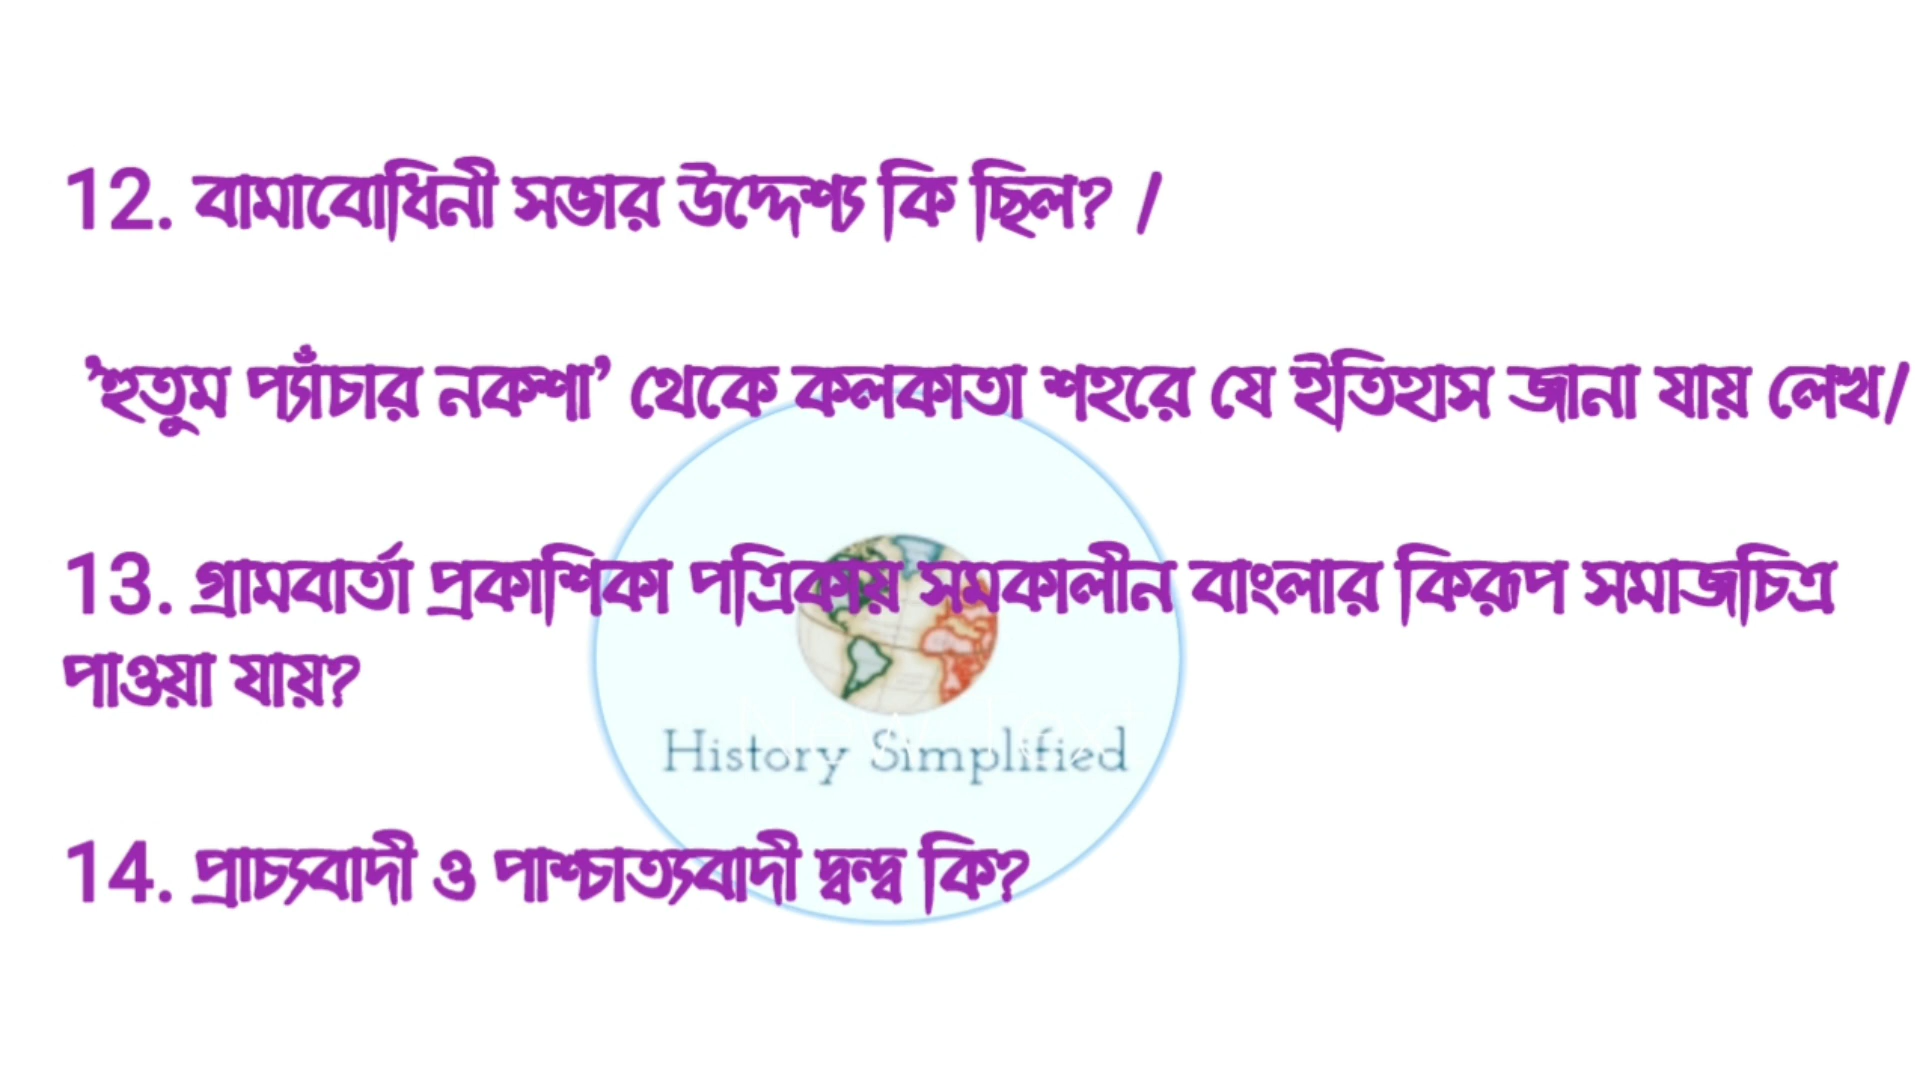 12. বামাবোধিনী সভার উদ্দেশ্য কি ছিল? /
'হুতুম প্যাঁচার নকশা' থেকে কলকাতা শহরে যে ইতিহাস জানা যায় লেখ/
13. গ্রামবার্তা প্রকাশিকা পত্রিকায় সমকালীন বাংলার কিরূপ সমাজচিত্র
পাওয়া যায়?
History Simplified
14. প্রাচ্যবাদী ও পাশ্চাত্যবাদী দ্বন্দ্ব কি?